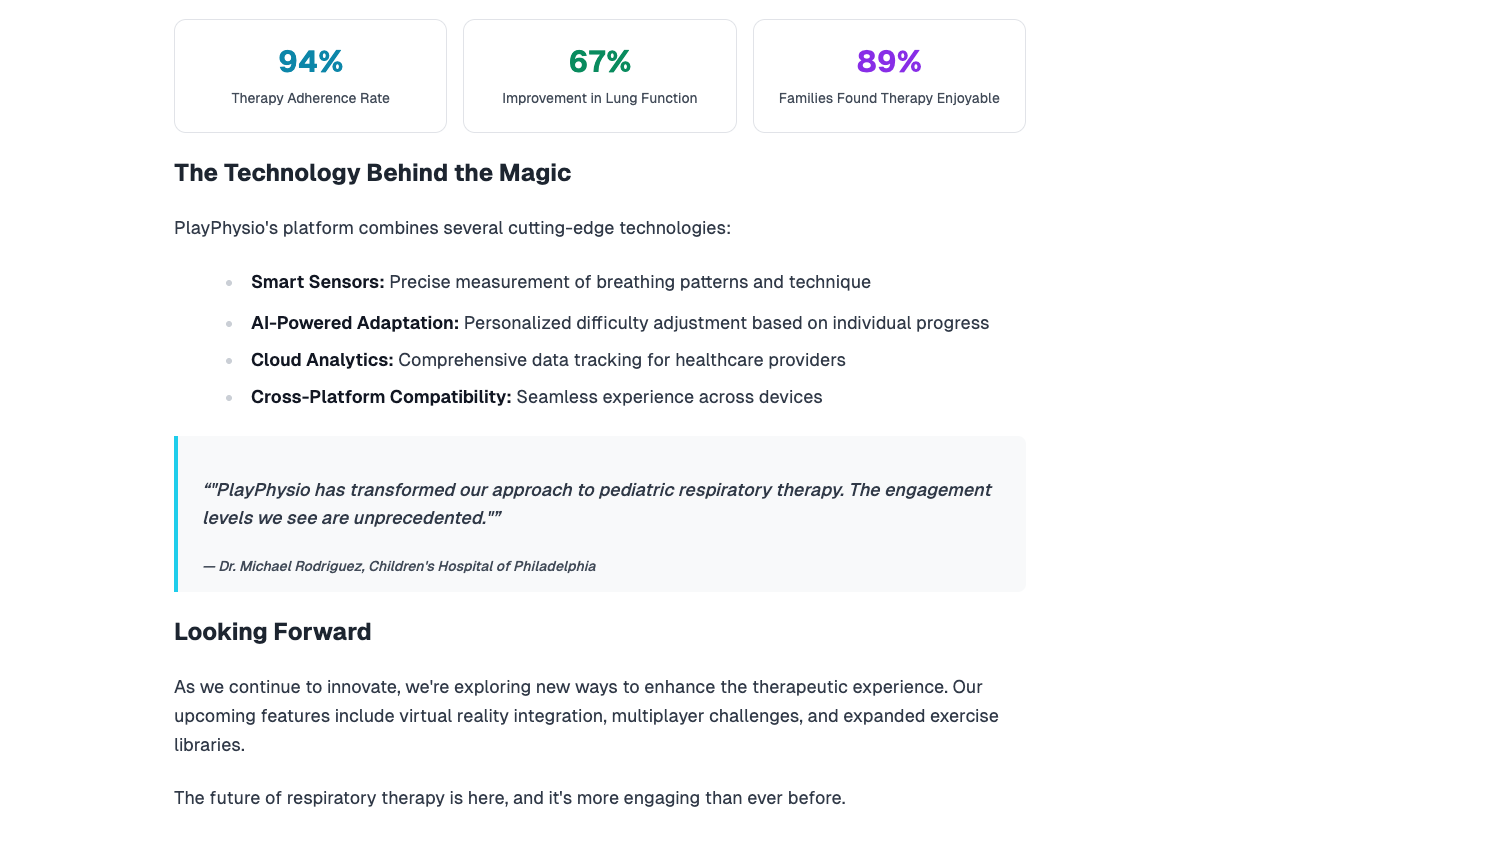 94%
Therapy Adherence Rate
67%
Improvement in Lung Function
89%
Families Found Therapy Enjoyable
The Technology Behind the Magic
PlayPhysio's platform combines several cutting-edge technologies:
Smart Sensors: Precise measurement of breathing patterns and technique
AI-Powered Adaptation: Personalized difficulty adjustment based on individual progress
Cloud Analytics: Comprehensive data tracking for healthcare providers
Cross-Platform Compatibility: Seamless experience across devices
“"PlayPhysio has transformed our approach to pediatric respiratory therapy. The engagement
levels we see are unprecedented."”
— Dr. Michael Rodriguez, Children's Hospital of Philadelphia
Looking Forward
As we continue to innovate, we're exploring new ways to enhance the therapeutic experience. Our
upcoming features include virtual reality integration, multiplayer challenges, and expanded exercise
libraries.
The future of respiratory therapy is here, and it's more engaging than ever before.